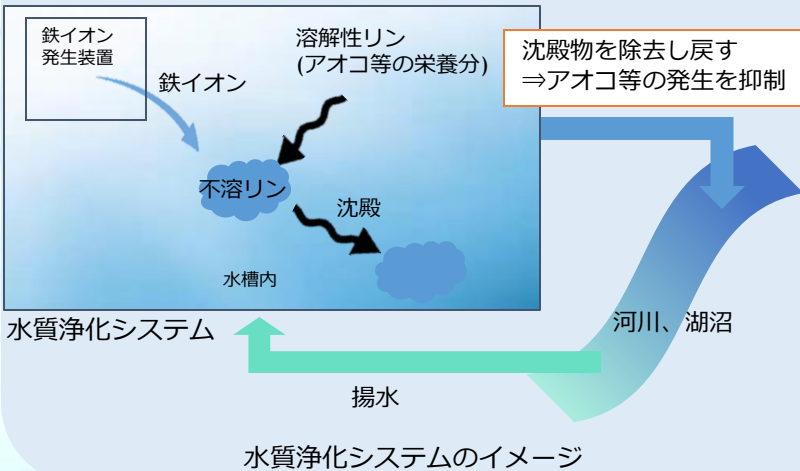 鉄イオン
発生装置
溶解性リン
(アオコ等の栄養分)
沈殿物を除去し戻す
⇒アオコ等の発生を抑制
鉄イオン
不溶リン
沈殿
水槽内
水質浄化システム
河川、湖沼
揚水
水質浄化システムのイメージ